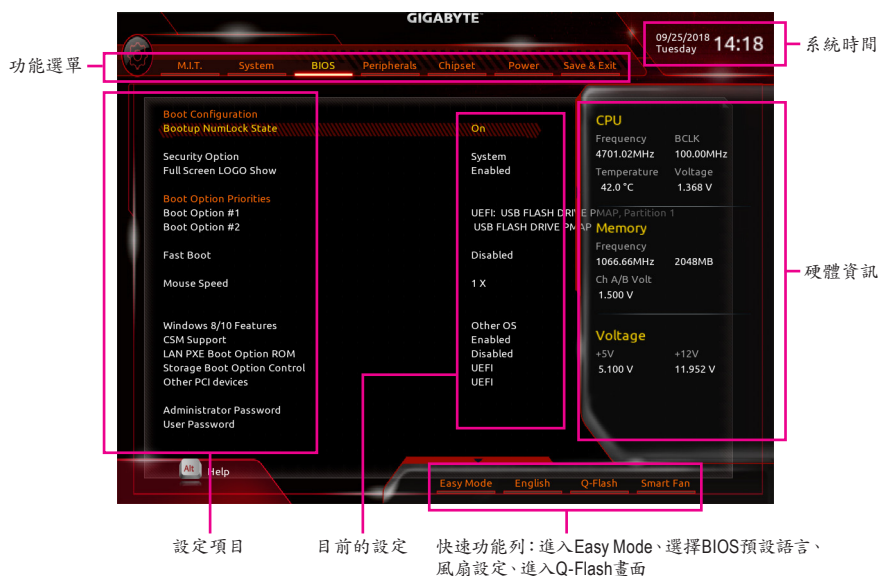 GIGABYTE™
09/25/2018 Tuesday 14:18
系統時間
功能選單
M.I.T. System BIOS Peripherals Chipset Power Save & Exit
Boot Configuration
Bootup NumLock State On
Security Option System
Full Screen LOGO Show Enabled
Boot Option Priorities
Boot Option #1 UEFI: USB FLASH DRIVE PMAP, Partition 1
Boot Option #2 USB FLASH DRIVE PMAP
Fast Boot Disabled
Mouse Speed 1 X
Windows 8/10 Features Other OS
CSM Support Enabled
LAN PXE Boot Option ROM Disabled
Storage Boot Option Control UEFI
Other PCI devices UEFI
Administrator Password
User Password
CPU
Frequency BCLK
4701.02MHz 100.00MHz
Temperature Voltage
42.0 °C 1.368 V
Memory
Frequency
1066.66MHz 2048MB
Ch A/B Volt
1.500 V
Voltage
+5V +12V
5.100 V 11.952 V
硬體資訊
Alt Help
Easy Mode English Q-Flash Smart Fan
設定項目
目前的設定
快速功能列：進入Easy Mode、選擇BIOS預設語言、
風扇設定、進入Q-Flash畫面